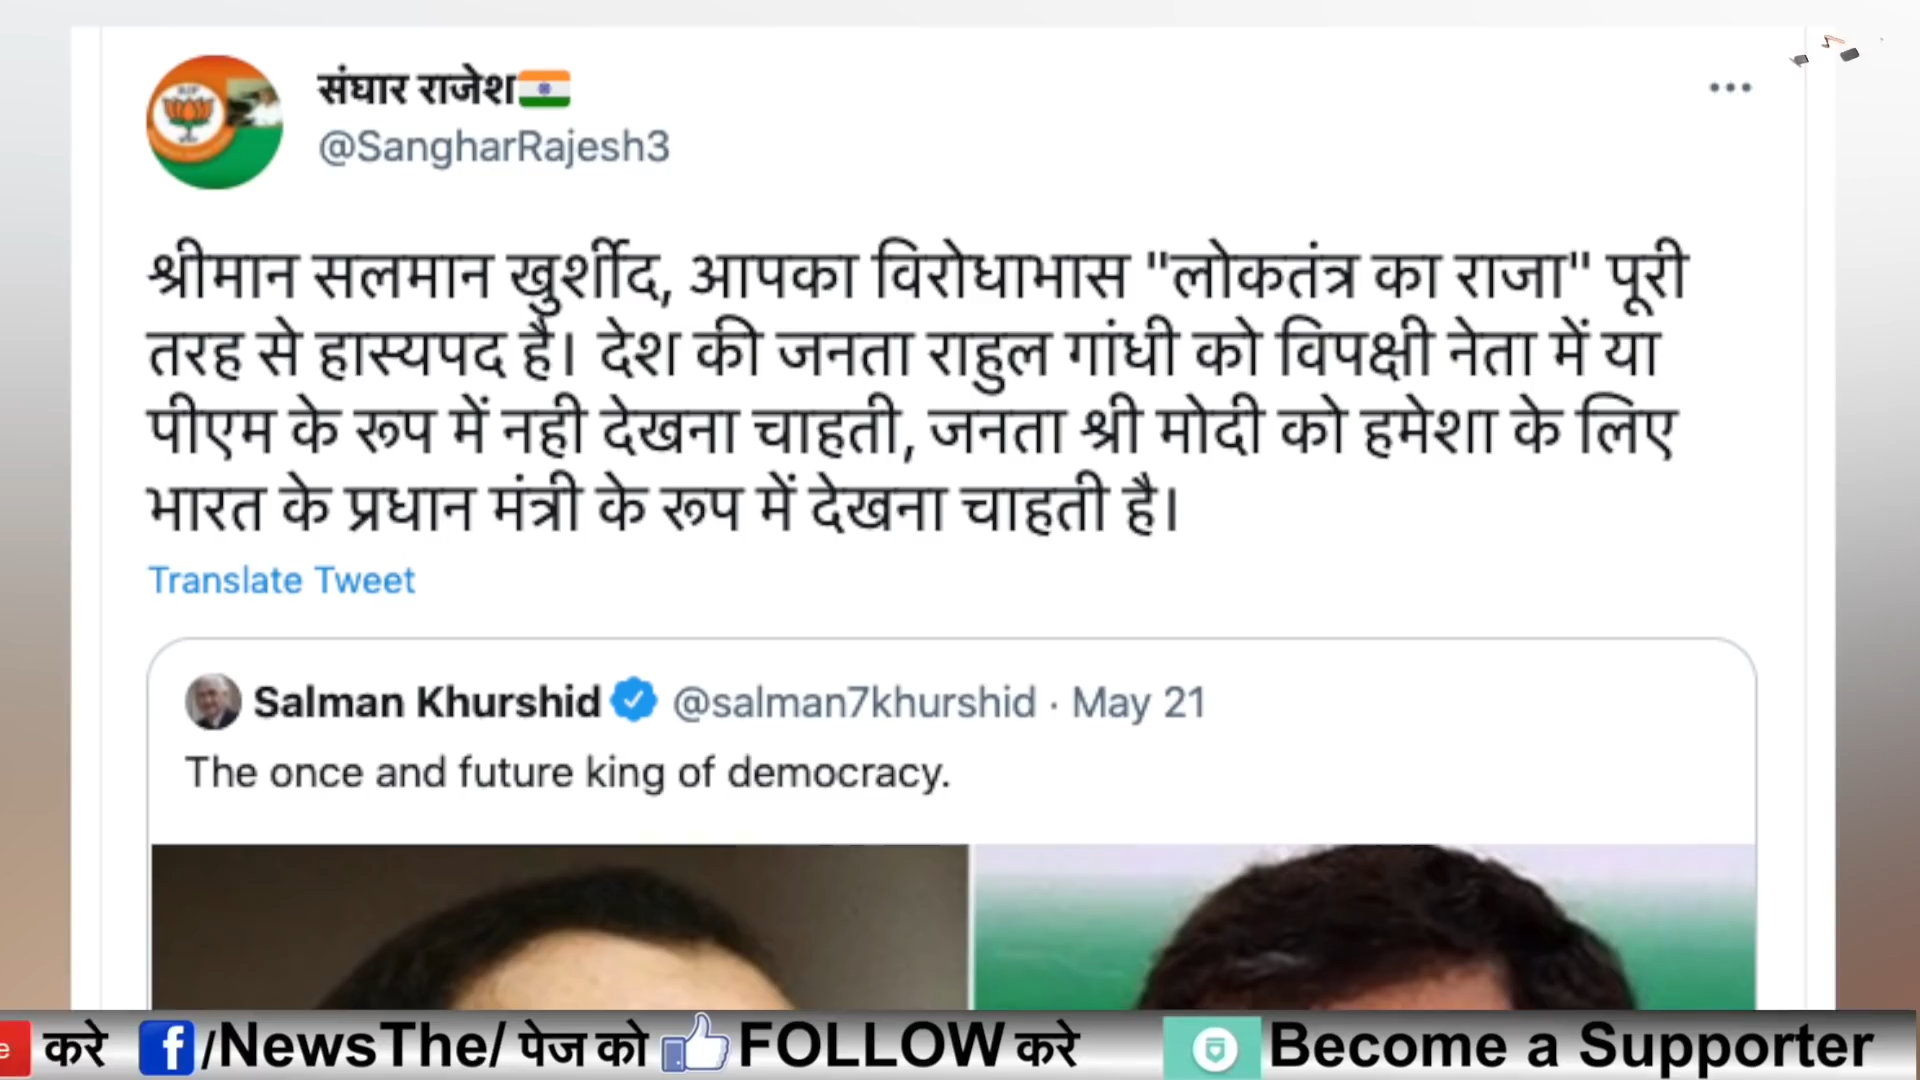 संघार राजेश
@SangharRajesh3
श्रीमान सलमान खुर्शीद, आपका विरोधाभास "लोकतंत्र का राजा" पूरी
तरह से हास्यपद है। देश की जनता राहुल गांधी को विपक्षी नेता में या
पीएम के रूप में नही देखना चाहती, जनता श्री मोदी को हमेशा के लिए
भारत के प्रधान मंत्री के रूप में देखना चाहती है।
Translate Tweet
Salman Khurshid @salman7khurshid · May 21
The once and future king of democracy.
e करे f/NewsThe/ पेज को FOLLOW करे Become a Supporter